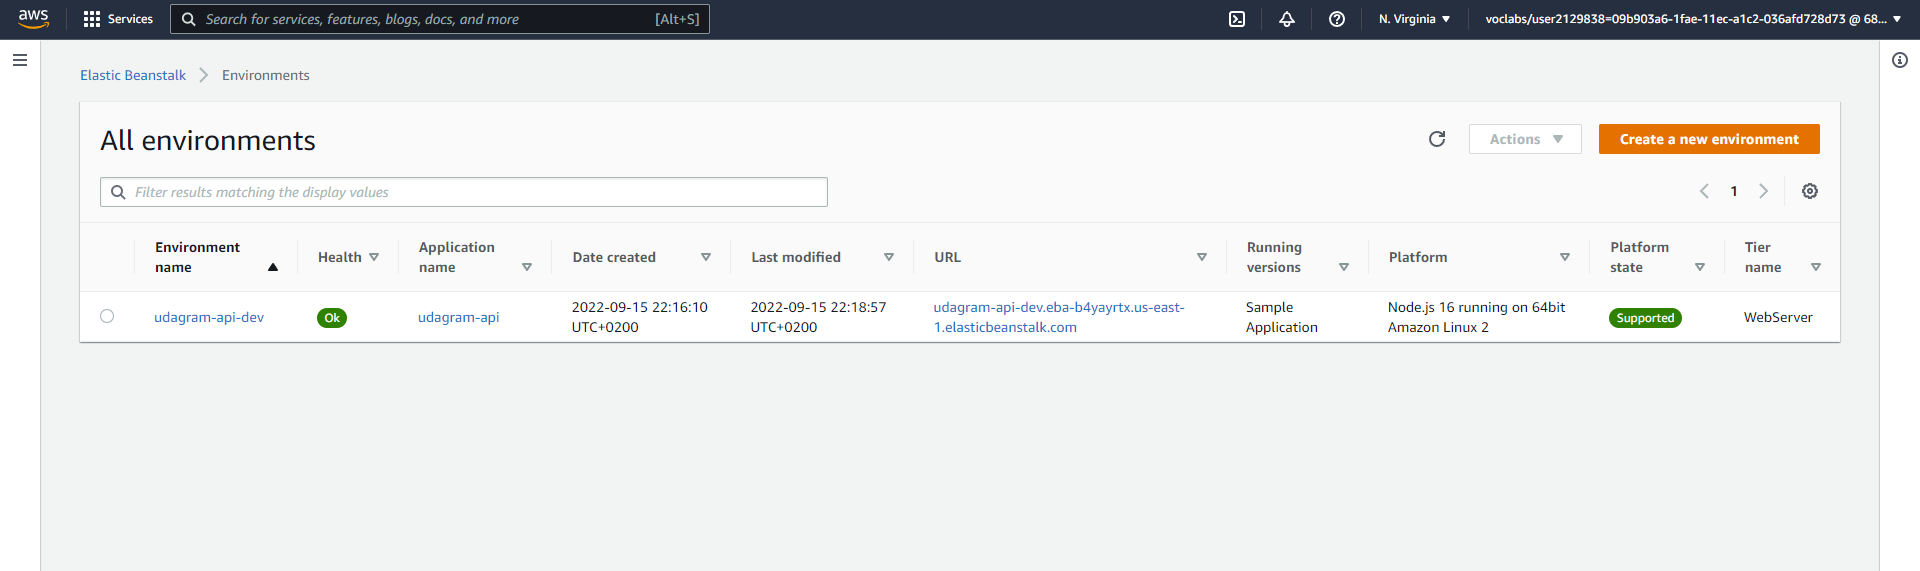 aws
Services
Search for services, features, blogs, docs, and more
[Alt+S]
N. Virginia
voclabs/user2129838=09b903a6-1fae-11ec-a1c2-036afd728d73 @ 68...
Elastic Beanstalk
Environments
All environments
Actions
Create a new environment
Filter results matching the display values
1
Environment
name
Health
Application
name
Date created
Last modified
URL
Running
versions
Platform
Platform
state
Tier
name
udagram-api-dev
Ok
udagram-api
2022-09-15 22:16:10
UTC+0200
2022-09-15 22:18:57
UTC+0200
udagram-api-dev.eba-b4yayrtx.us-east-
1.elasticbeanstalk.com
Sample
Application
Node.js 16 running on 64bit
Amazon Linux 2
Supported
WebServer